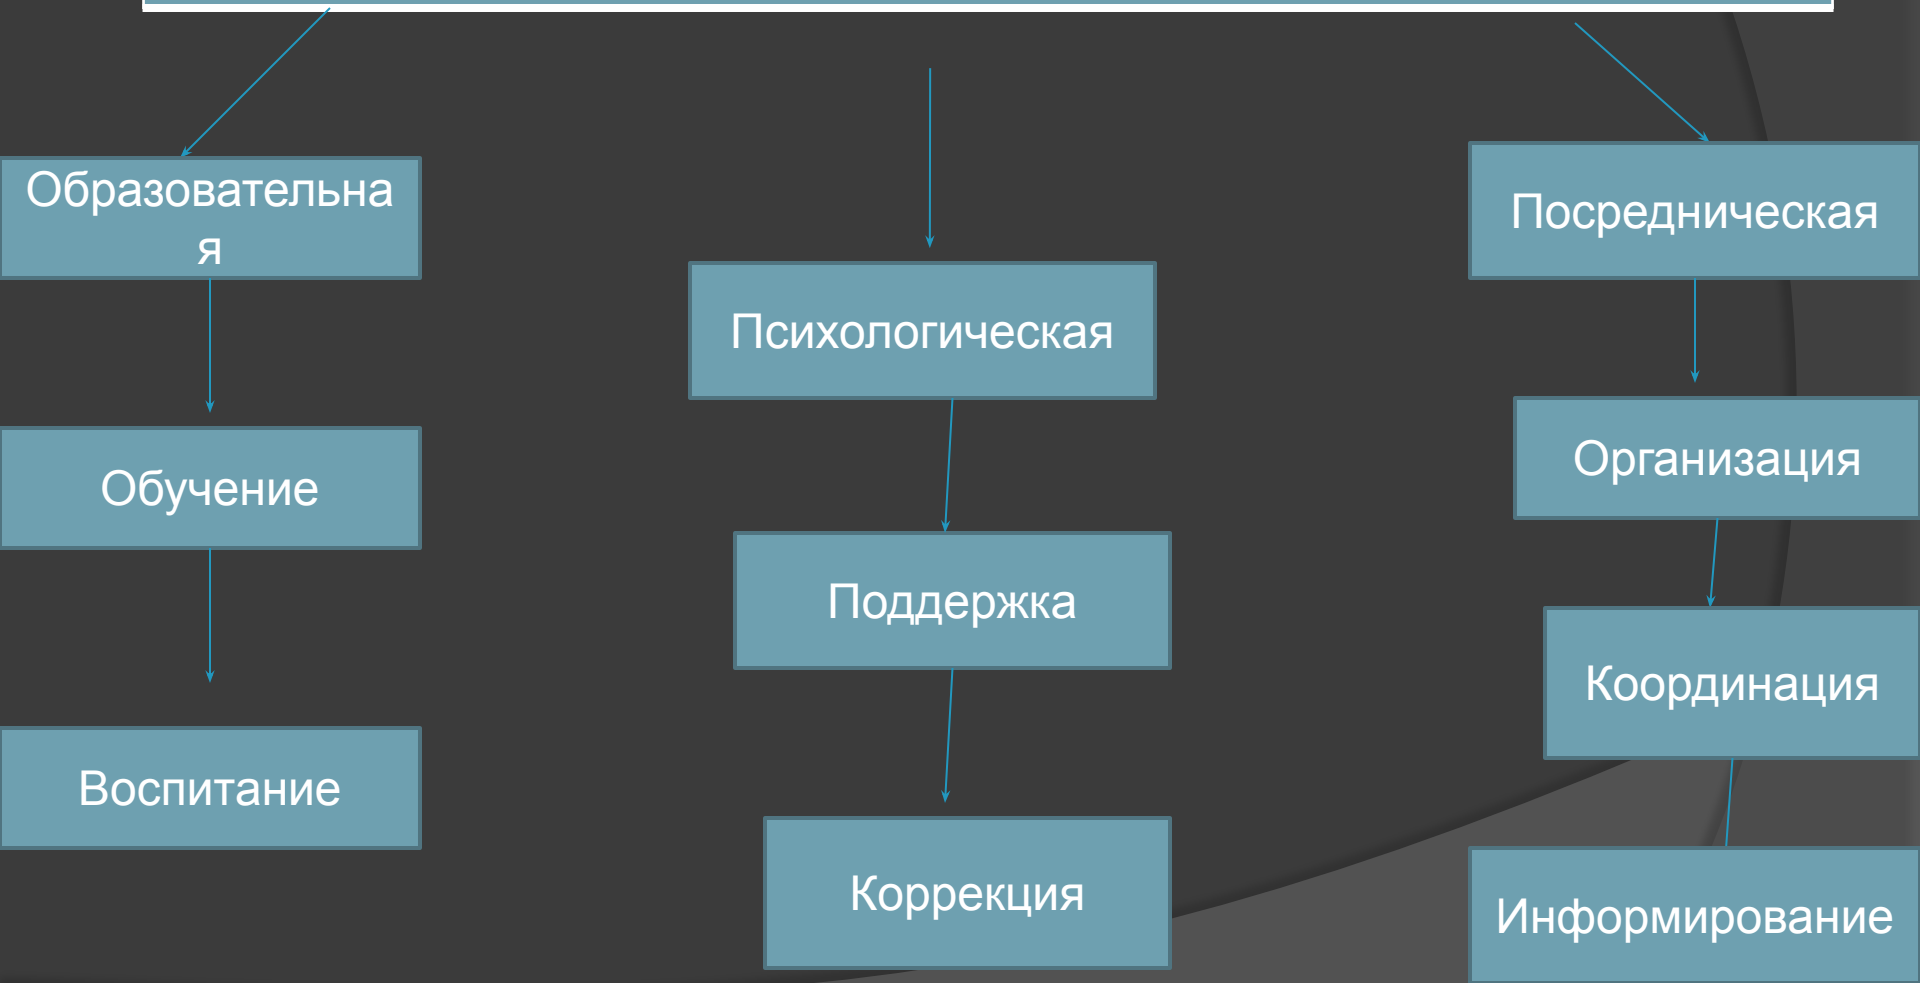 Образовательна
я
Обучение
Воспитание
Психологическая
Поддержка
Коррекция
Посредническая
Организация
Координация
Информирование